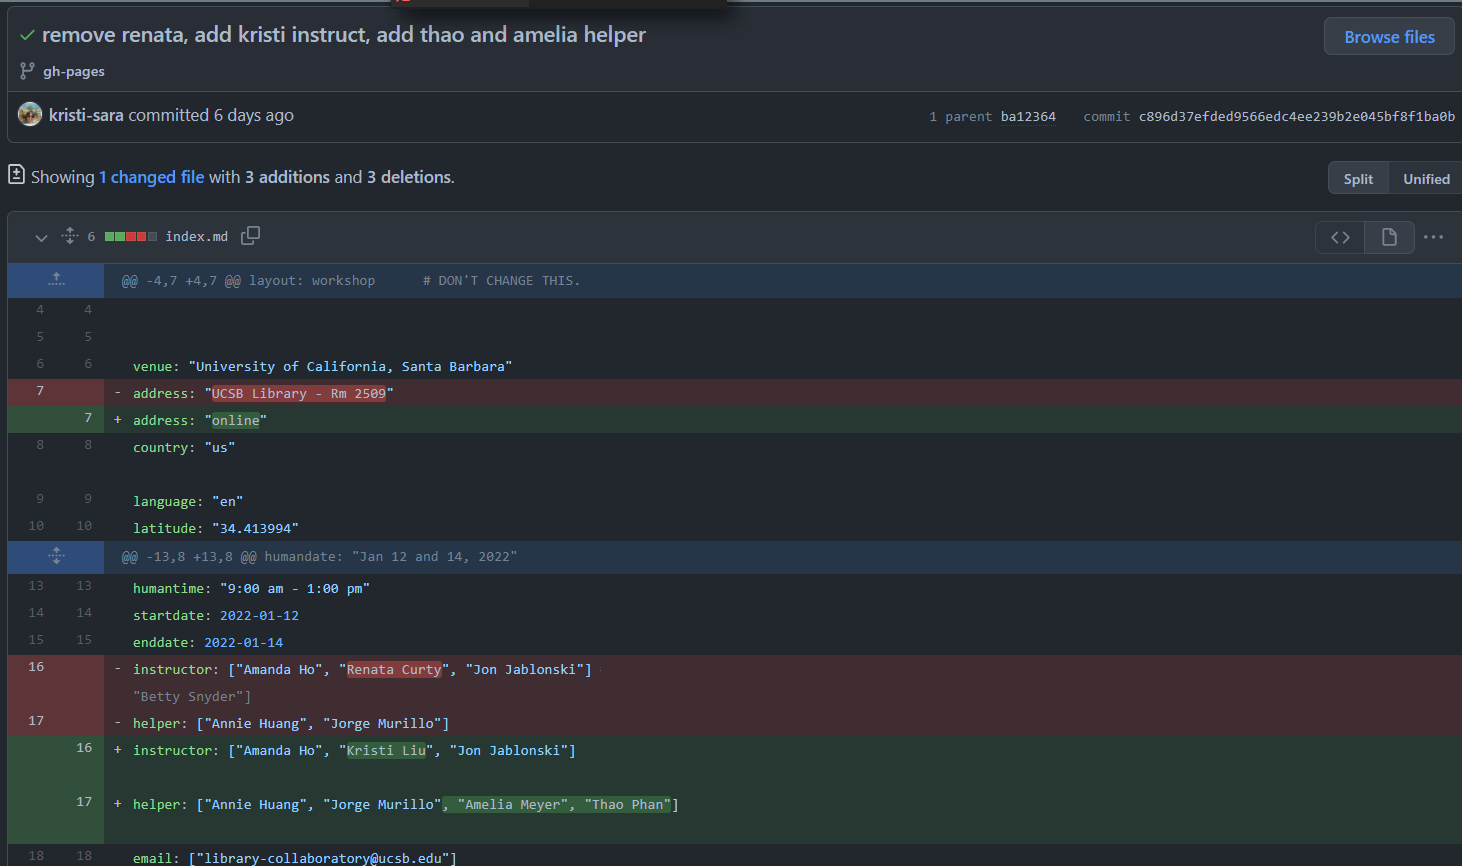 remove renata, add kristi instruct, add thao and amelia helper
Browse files
gh-pages
kristi-sara committed 6 days ago
1 parent ba12364 commit c896d37efded9566edc4ee239b2e045bf8f1ba0b
Showing 1 changed file with 3 additions and 3 deletions.
Split Unified
6 index.md
@@ -4,7 +4,7 @@ layout: workshop # DON'T CHANGE THIS.
4 4
5 5
6 6 venue: "University of California, Santa Barbara"
7 - address: "UCSB Library - Rm 2509"
7 + address: "online"
8 8 country: "us"
9 9 language: "en"
10 10 latitude: "34.413994"
@@ -13,8 +13,8 @@ humandate: "Jan 12 and 14, 2022"
13 13 humantime: "9:00 am - 1:00 pm"
14 14 startdate: 2022-01-12
15 15 enddate: 2022-01-14
16 - instructor: ["Amanda Ho", "Renata Curty", "Jon Jablonski"]
"Betty Snyder"]
17 - helper: ["Annie Huang", "Jorge Murillo"]
16 + instructor: ["Amanda Ho", "Kristi Liu", "Jon Jablonski"]
17 + helper: ["Annie Huang", "Jorge Murillo", "Amelia Meyer", "Thao Phan"]
18 18 email: ["library-collaboratory@ucsb.edu"]